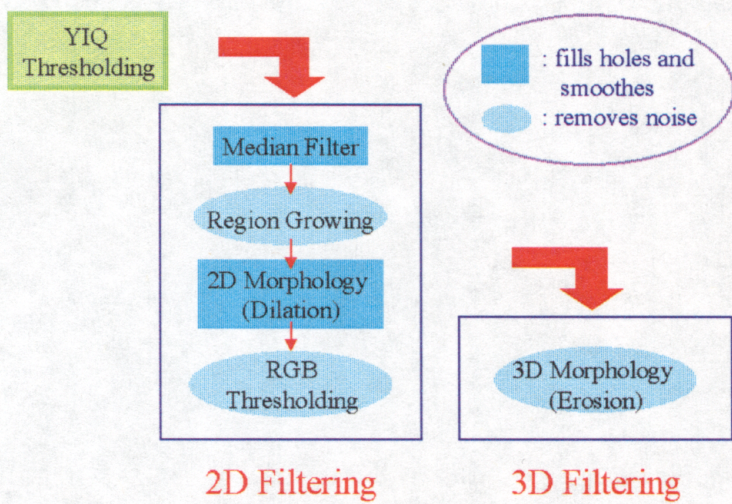 YIQ
Thresholding
: fills holes and
smoothes
: removes noise
Median Filter
Region Growing
2D Morphology
(Dilation)
RGB
Thresholding
3D Morphology
(Erosion)
2D Filtering
3D Filtering